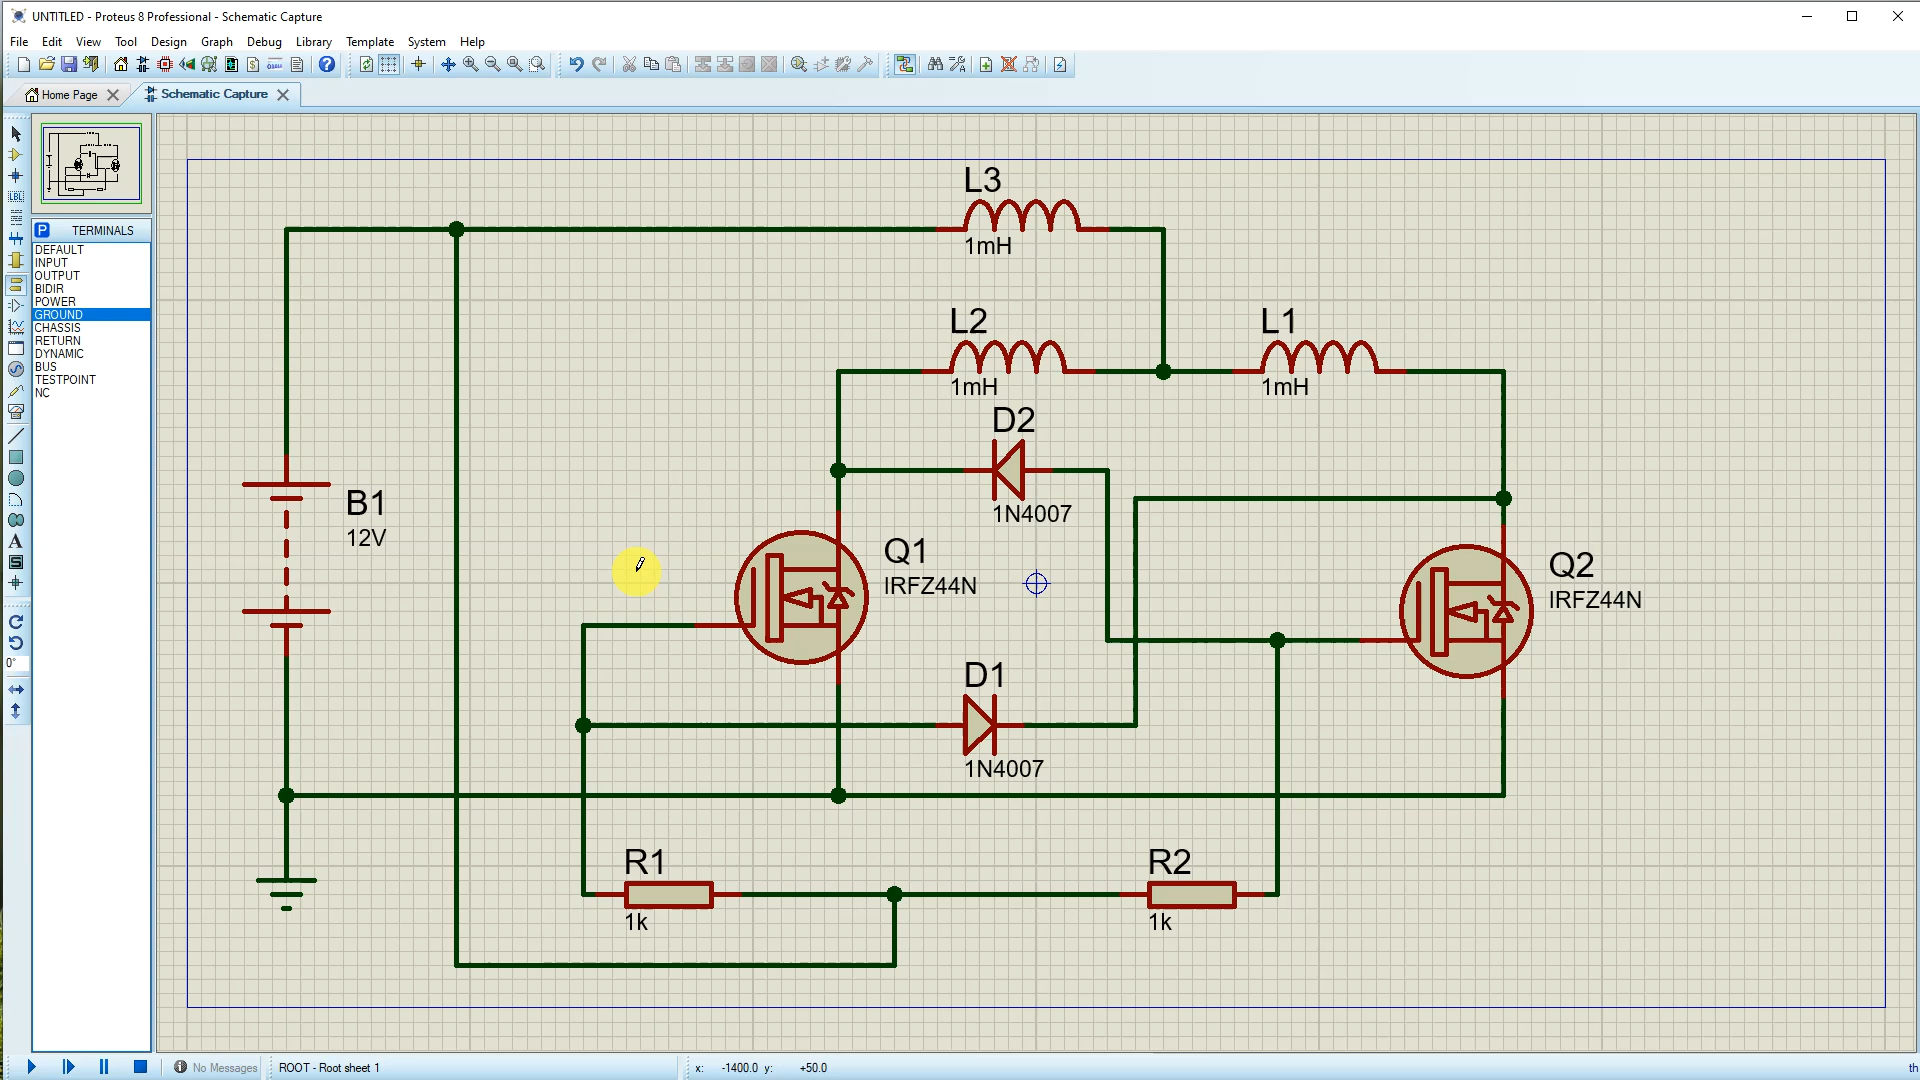 UNTITLED - Proteus 8 Professional - Schematic Capture
File Edit View Tool Design Graph Debug Library Template System Help
Home Page Schematic Capture
P TERMINALS
DEFAULT
INPUT
OUTPUT
BIDIR
POWER
GROUND
CHASSIS
RETURN
DYNAMIC
BUS
TESTPOINT
NC
LBL
A
S
0°
L3
1mH
L2
1mH
L1
1mH
D2
1N4007
B1
12V
Q1
IRFZ44N
Q2
IRFZ44N
D1
1N4007
R1
1k
R2
1k
No Messages ROOT - Root sheet 1 x: -1400.0 y: +50.0 th